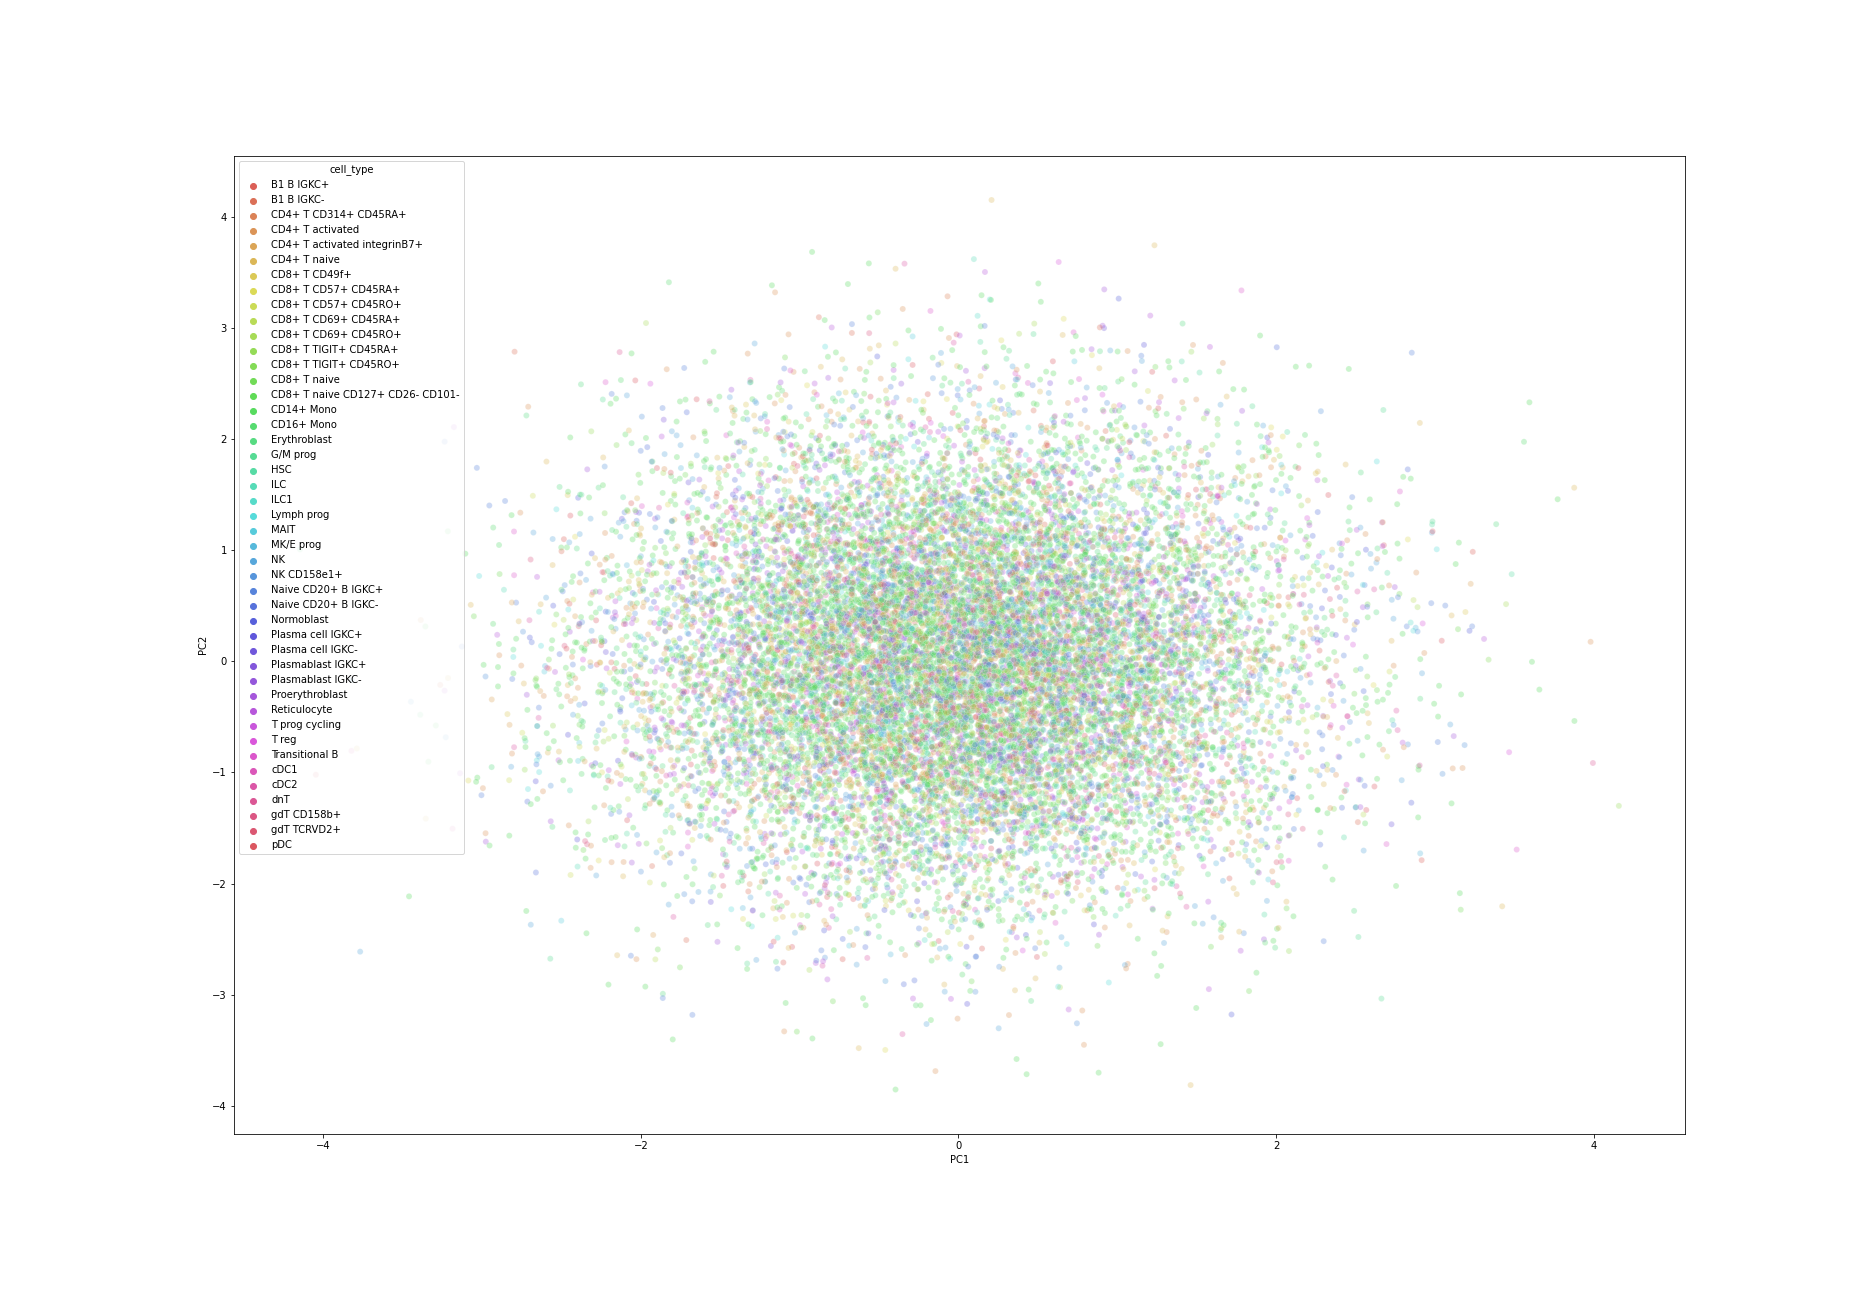 cell_type
B1 B IGKC+
B1 B IGKC-
CD4+ T CD314+ CD45RA+
CD4+ T activated
CD4+ T activated integrinB7+
CD4+ T naive
CD8+ T CD49f+
CD8+ T CD57+ CD45RA+
CD8+ T CD57+ CD45RO+
CD8+ T CD69+ CD45RA+
CD8+ T CD69+ CD45RO+
CD8+ T TIGIT+ CD45RA+
CD8+ T TIGIT+ CD45RO+
CD8+ T naive
CD8+ T naive CD127+ CD26- CD101-
CD14+ Mono
CD16+ Mono
Erythroblast
G/M prog
HSC
ILC
ILC1
Lymph prog
MAIT
MK/E prog
NK
NK CD158e1+
Naive CD20+ B IGKC+
Naive CD20+ B IGKC-
Normoblast
Plasma cell IGKC+
Plasma cell IGKC-
Plasmablast IGKC+
Plasmablast IGKC-
Proerythroblast
Reticulocyte
T prog cycling
T reg
Transitional B
cDC1
cDC2
dnT
gdT CD158b+
gdT TCRVD2+
pDC
4
3
2
1
0
−1
−2
−3
−4
PC2
−4
−2
0
2
4
PC1